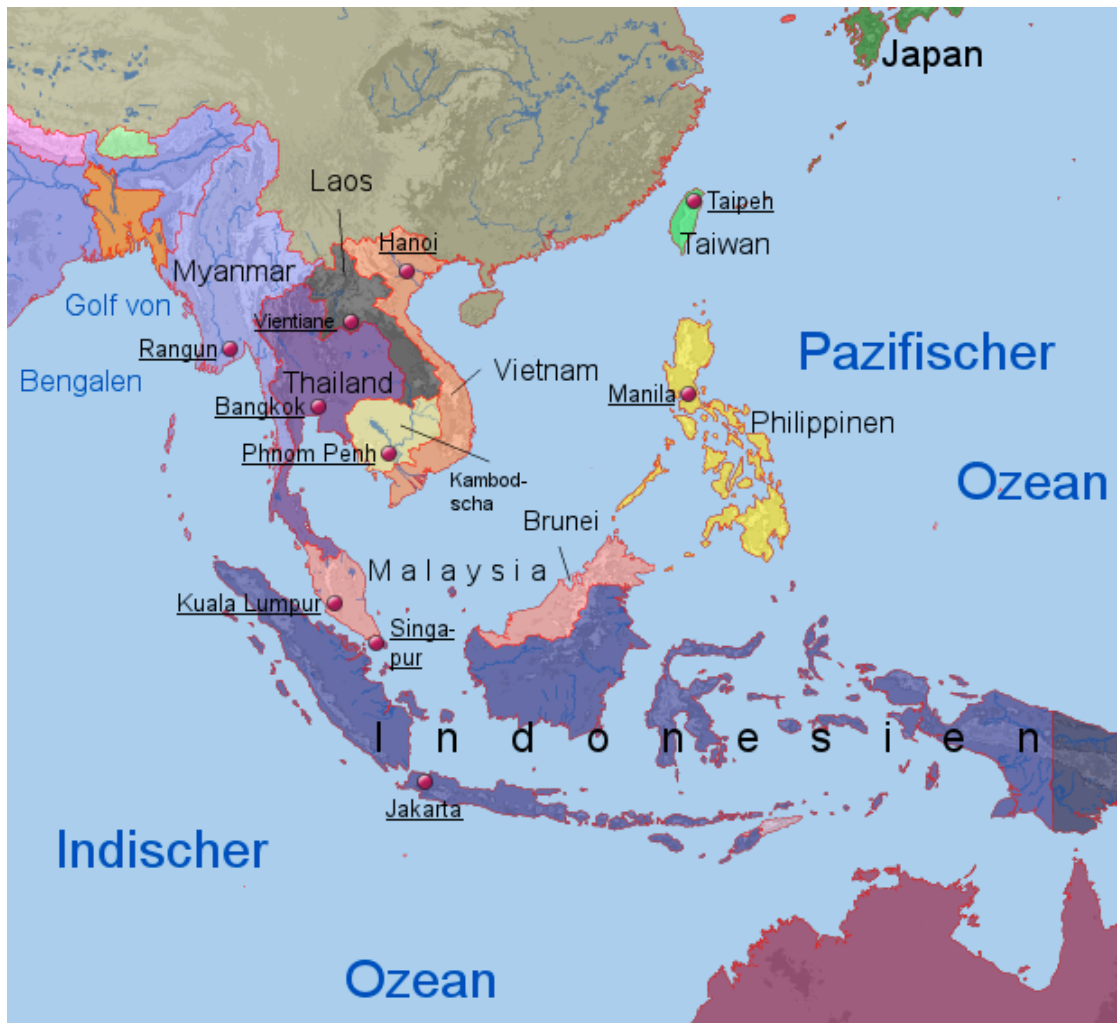 Japan
Laos
Taipeh
Hanoi
Taiwan
Myanmar
Golf von
Vientiane
Rangun
Pazifischer
Bengalen
Vietnam
Thailand
Manila
Bangkok
Philippinen
Phnom Penh
Kambod-
scha
Ozean
Brunei
Malaysia
Kuala Lumpur
Singa-
pur
Indonesien
Jakarta
Indischer
Ozean